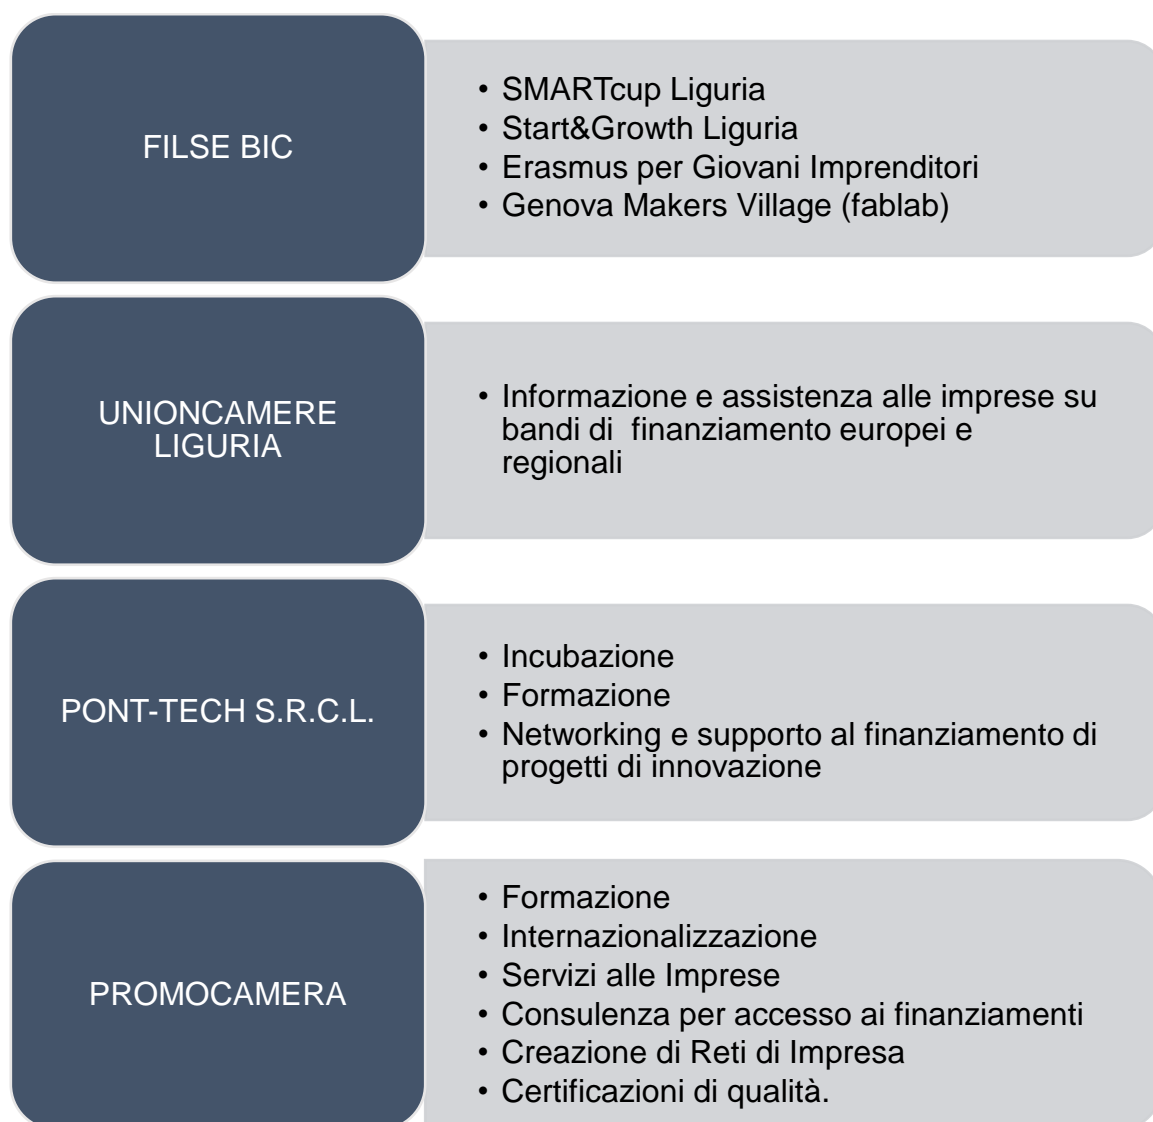 FILSE BIC
• SMARTcup Liguria
• Start&Growth Liguria
• Erasmus per Giovani Imprenditori
• Genova Makers Village (fablab)
UNIONCAMERE
LIGURIA
• Informazione e assistenza alle imprese su
bandi di  finanziamento europei e
regionali
PONT-TECH S.R.C.L.
• Incubazione
• Formazione
• Networking e supporto al finanziamento di
progetti di innovazione
PROMOCAMERA
• Formazione
• Internazionalizzazione
• Servizi alle Imprese
• Consulenza per accesso ai finanziamenti
• Creazione di Reti di Impresa
• Certificazioni di qualità.